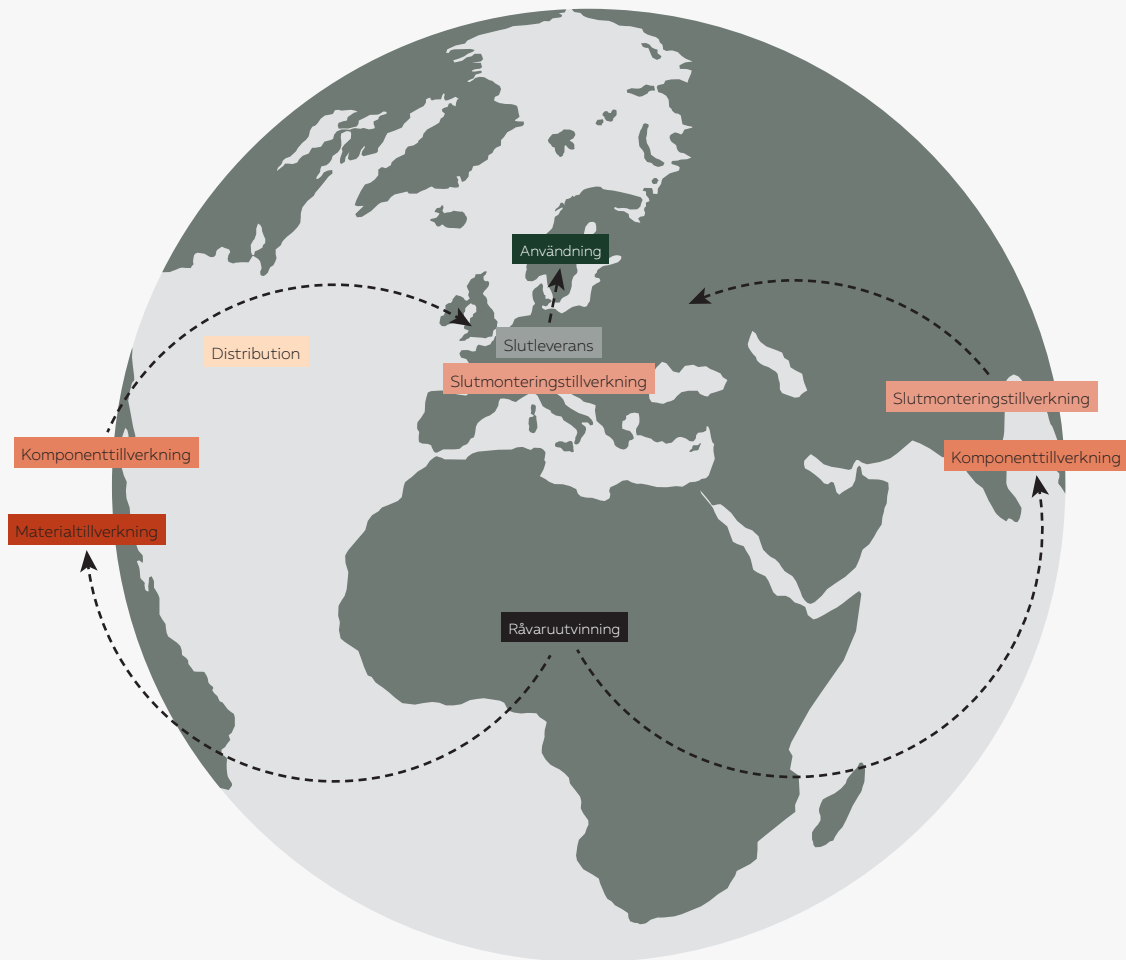 Användning
Slutleverans
Distribution
Slutmonteringstillverkning
Slutmonteringstillverkning
Komponenttillverkning
Komponenttillverkning
Materialtillverkning
Råvaruutvinning